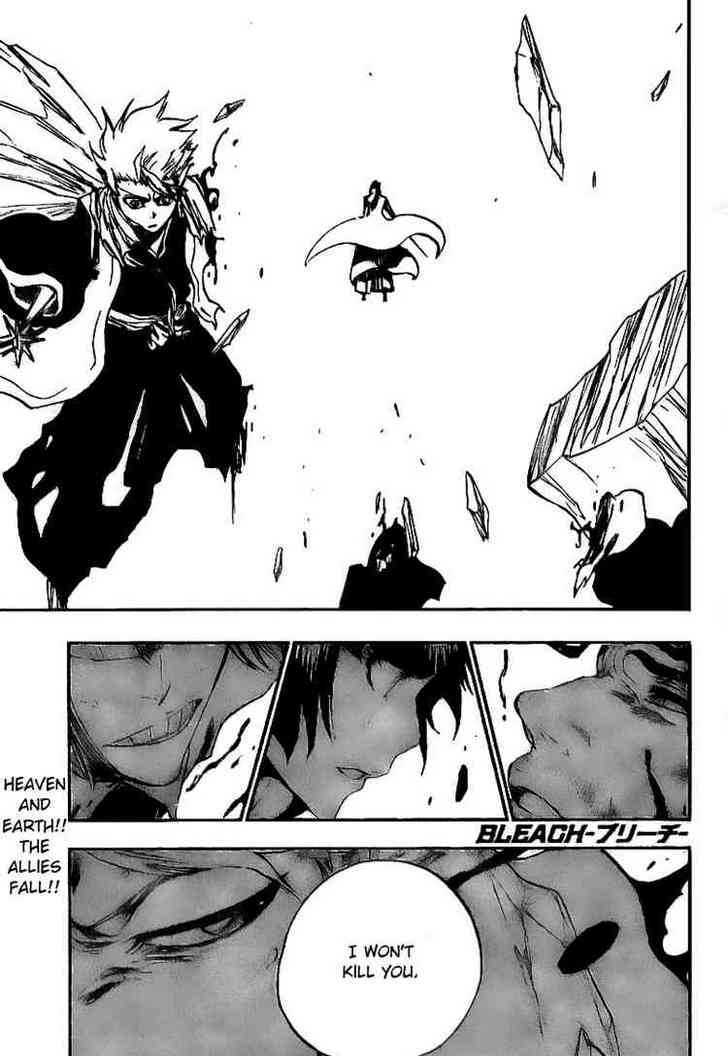 HEAVEN
AND
EARTH!!
THE
ALLIES
FALL!!
BLEACH-ブリーチ-
I WON'T
KILL YOU.